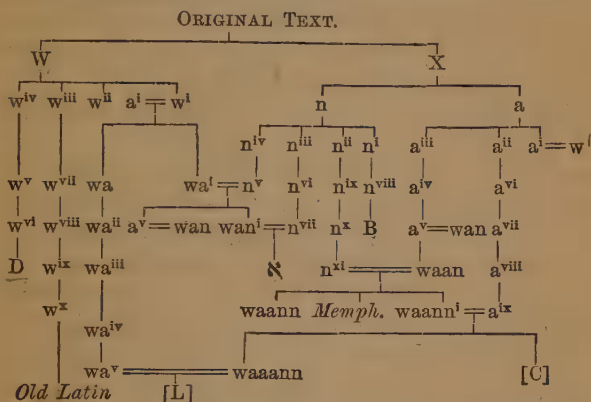 ORIGINAL TEXT.
W X
n a
wiv wiii wii ai wi
niv niii nii ni aiii aii ai wi
wv wvii wa wai nv nvi nix nviii aiv avi
wvi wviii waii av wan wani nvii nx B av wan avii
D wix waiii א nxi waan aviii
wx waann Memph. waanni aix
waiv
wav waaann [C]
Old Latin [L]